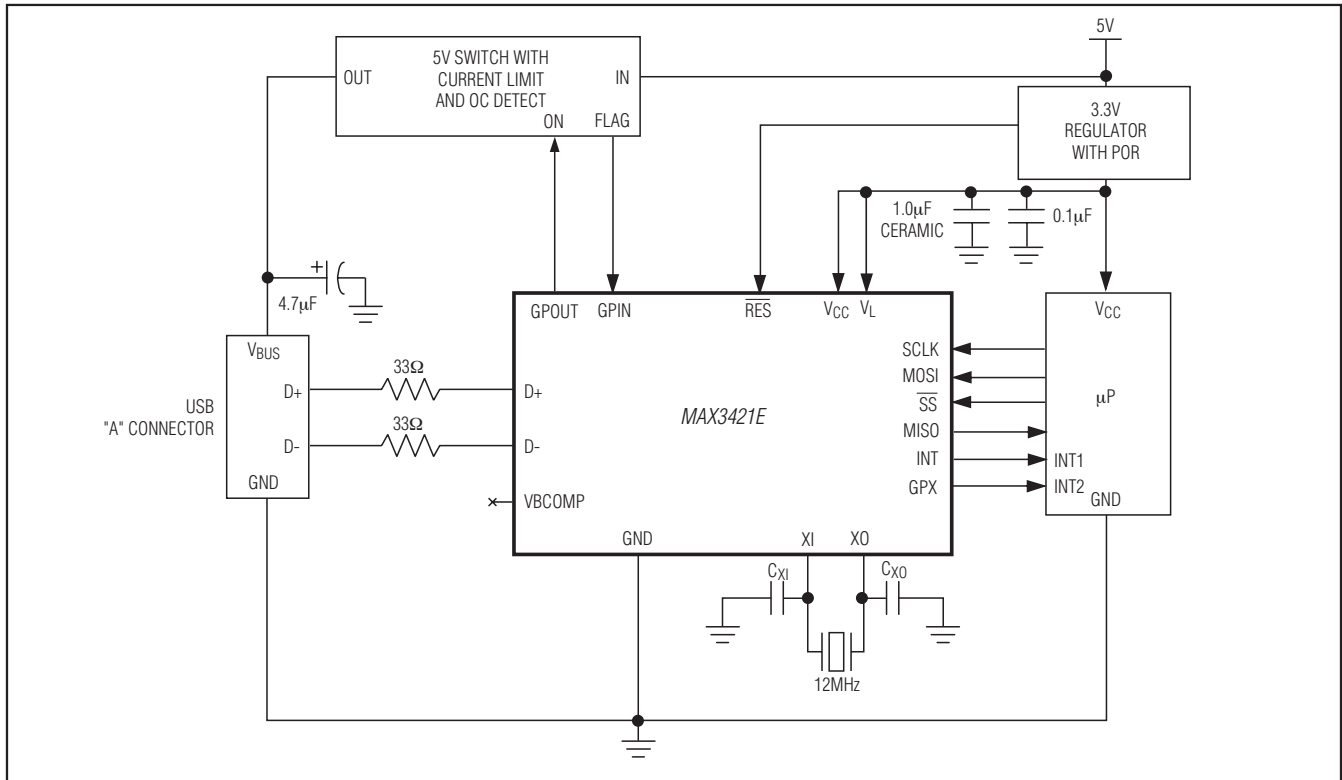 5V
5V SWITCH WITH
CURRENT LIMIT
AND OC DETECT
OUT
IN
ON
FLAG
3.3V
REGULATOR
WITH POR
1.0μF
CERAMIC
0.1μF
+
4.7μF
GPOUT
GPIN
RES
VCC
VL
VCC
VBUS
D+
D-
GND
USB
"A" CONNECTOR
33Ω
33Ω
D+
D-
VBCOMP
MAX3421E
SCLK
MOSI
SS
MISO
INT
GPX
μP
INT1
INT2
GND
GND
XI
XO
CXI
CXO
12MHz